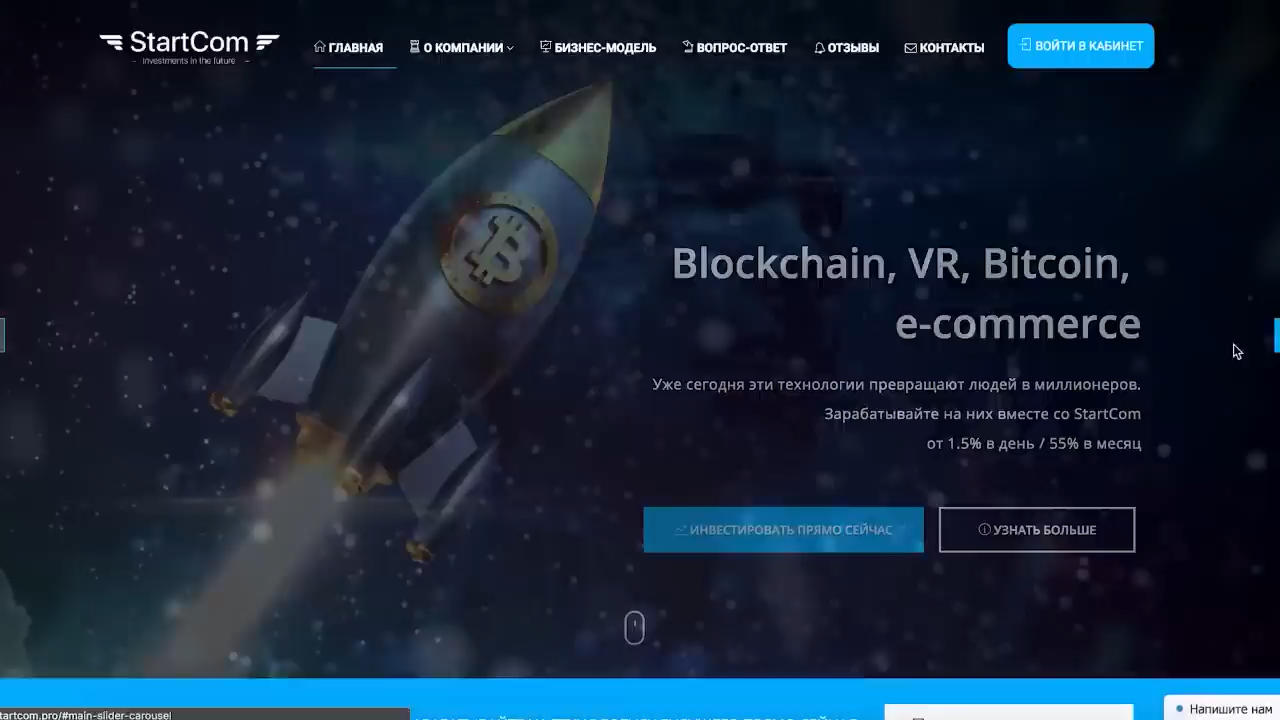 StartCom
investments in the future
ГЛАВНАЯ
О КОМПАНИИ
БИЗНЕС-МОДЕЛЬ
ВОПРОС-ОТВЕТ
ОТЗЫВЫ
КОНТАКТЫ
ВОЙТИ В КАБИНЕТ
Blockchain, VR, Bitcoin,
e-commerce
Уже сегодня эти технологии превращают людей в миллионеров.
Зарабатывайте на них вместе со StartCom
от 1.5% в день / 55% в месяц
ИНВЕСТИРОВАТЬ ПРЯМО СЕЙЧАС
УЗНАТЬ БОЛЬШЕ
tartcom.pro/#main-slider-carousel
Напишите нам